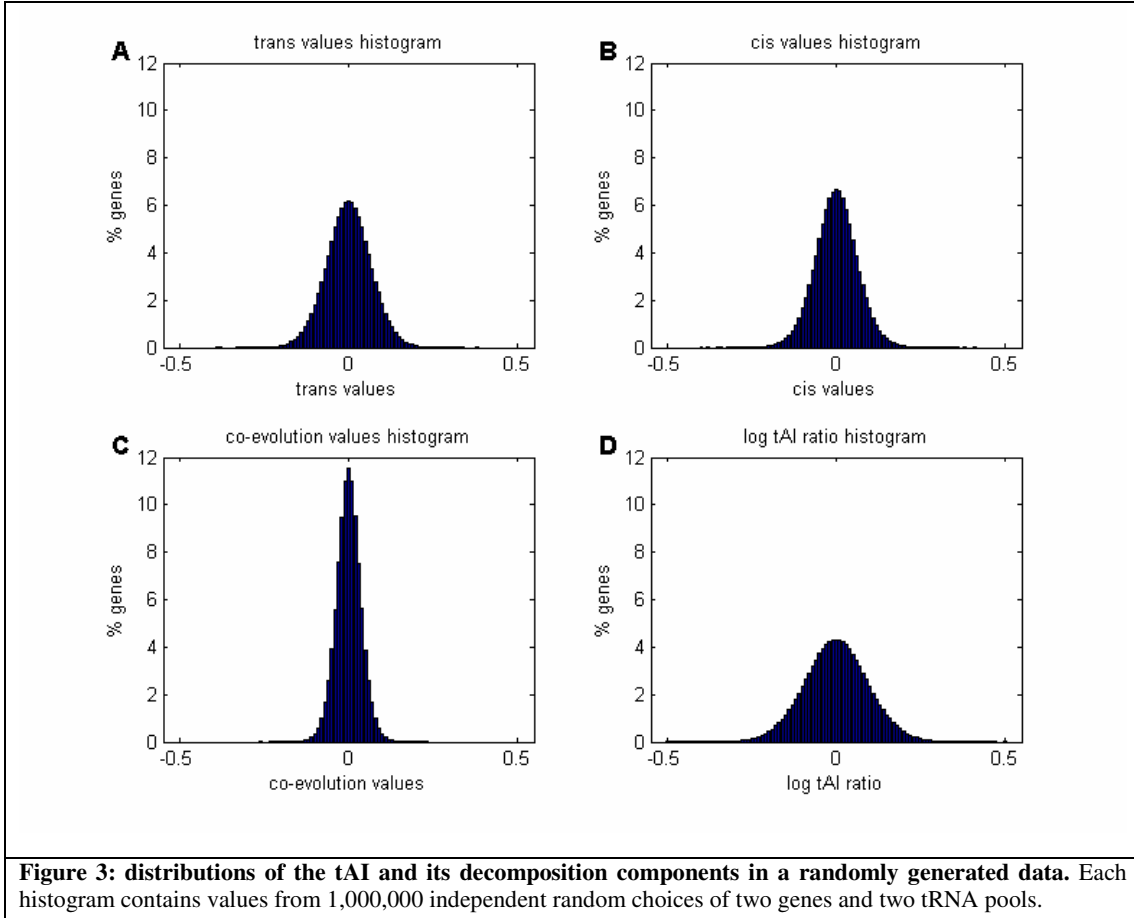 A
trans values histogram
12
10
8
6
4
2
0
% genes
-0.5
0
0.5
trans values
B
cis values histogram
12
10
8
6
4
2
0
% genes
-0.5
0
0.5
cis values
C
co-evolution values histogram
12
10
8
6
4
2
0
% genes
-0.5
0
0.5
co-evolution values
D
log tAI ratio histogram
12
10
8
6
4
2
0
% genes
-0.5
0
0.5
log tAI ratio
Figure 3: distributions of the tAI and its decomposition components in a randomly generated data. Each
histogram contains values from 1,000,000 independent random choices of two genes and two tRNA pools.